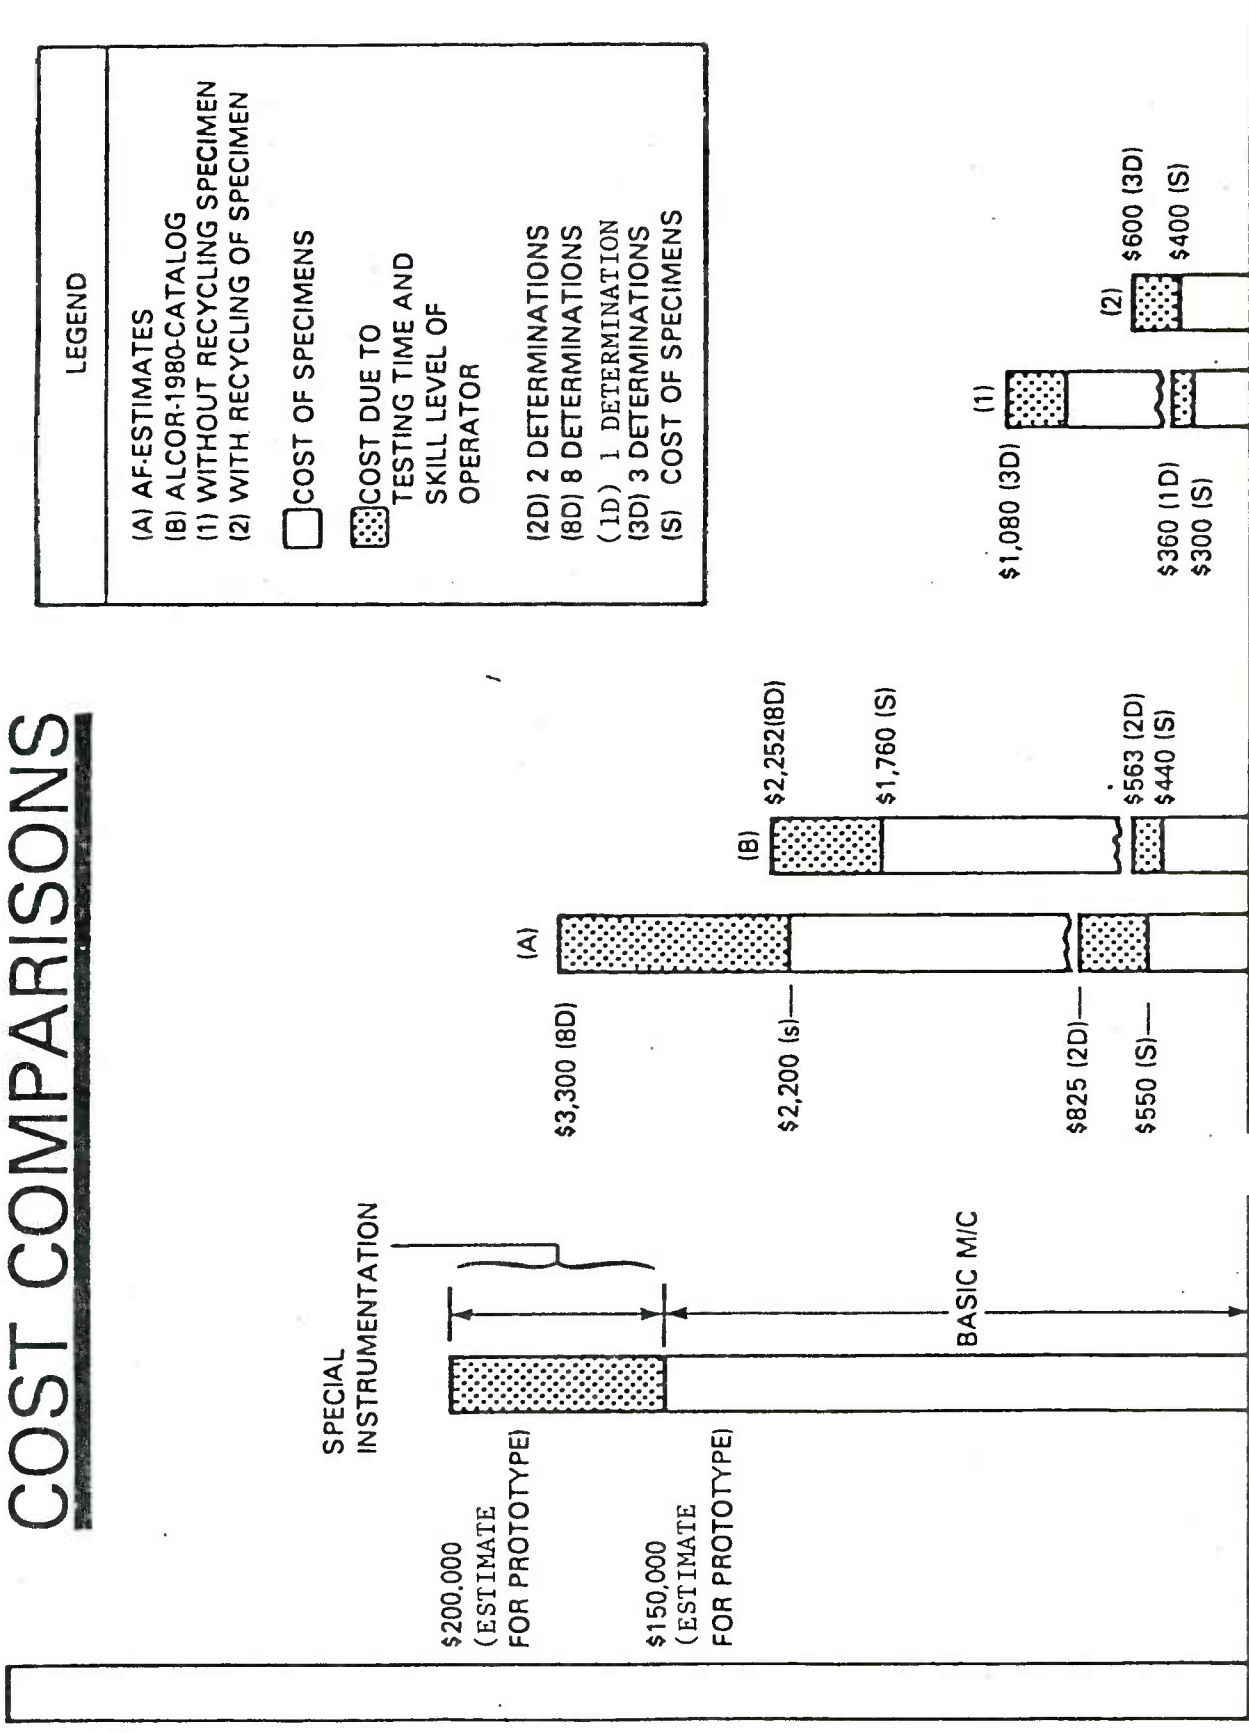 COST COMPARISONS
LEGEND
(A) AF-ESTIMATES
(B) ALCOR-1980-CATALOG
(1) WITHOUT RECYCLING SPECIMEN
(2) WITH RECYCLING OF SPECIMEN
COST OF SPECIMENS
COST DUE TO
TESTING TIME AND
SKILL LEVEL OF
OPERATOR
(2D) 2 DETERMINATIONS
(8D) 8 DETERMINATIONS
(1D) 1 DETERMINATION
(3D) 3 DETERMINATIONS
(S) COST OF SPECIMENS
SPECIAL
INSTRUMENTATION
$200,000
(ESTIMATE
FOR PROTOTYPE)
$150,000
(ESTIMATE
FOR PROTOTYPE)
BASIC M/C
(A)
$3,300 (8D)
$2,200 (s)
$825 (2D)
$550 (S)
(B)
$2,252(8D)
$1,760 (S)
$563 (2D)
$440 (S)
(1)
$1,080 (3D)
$360 (1D)
$300 (S)
(2)
$600 (3D)
$400 (S)